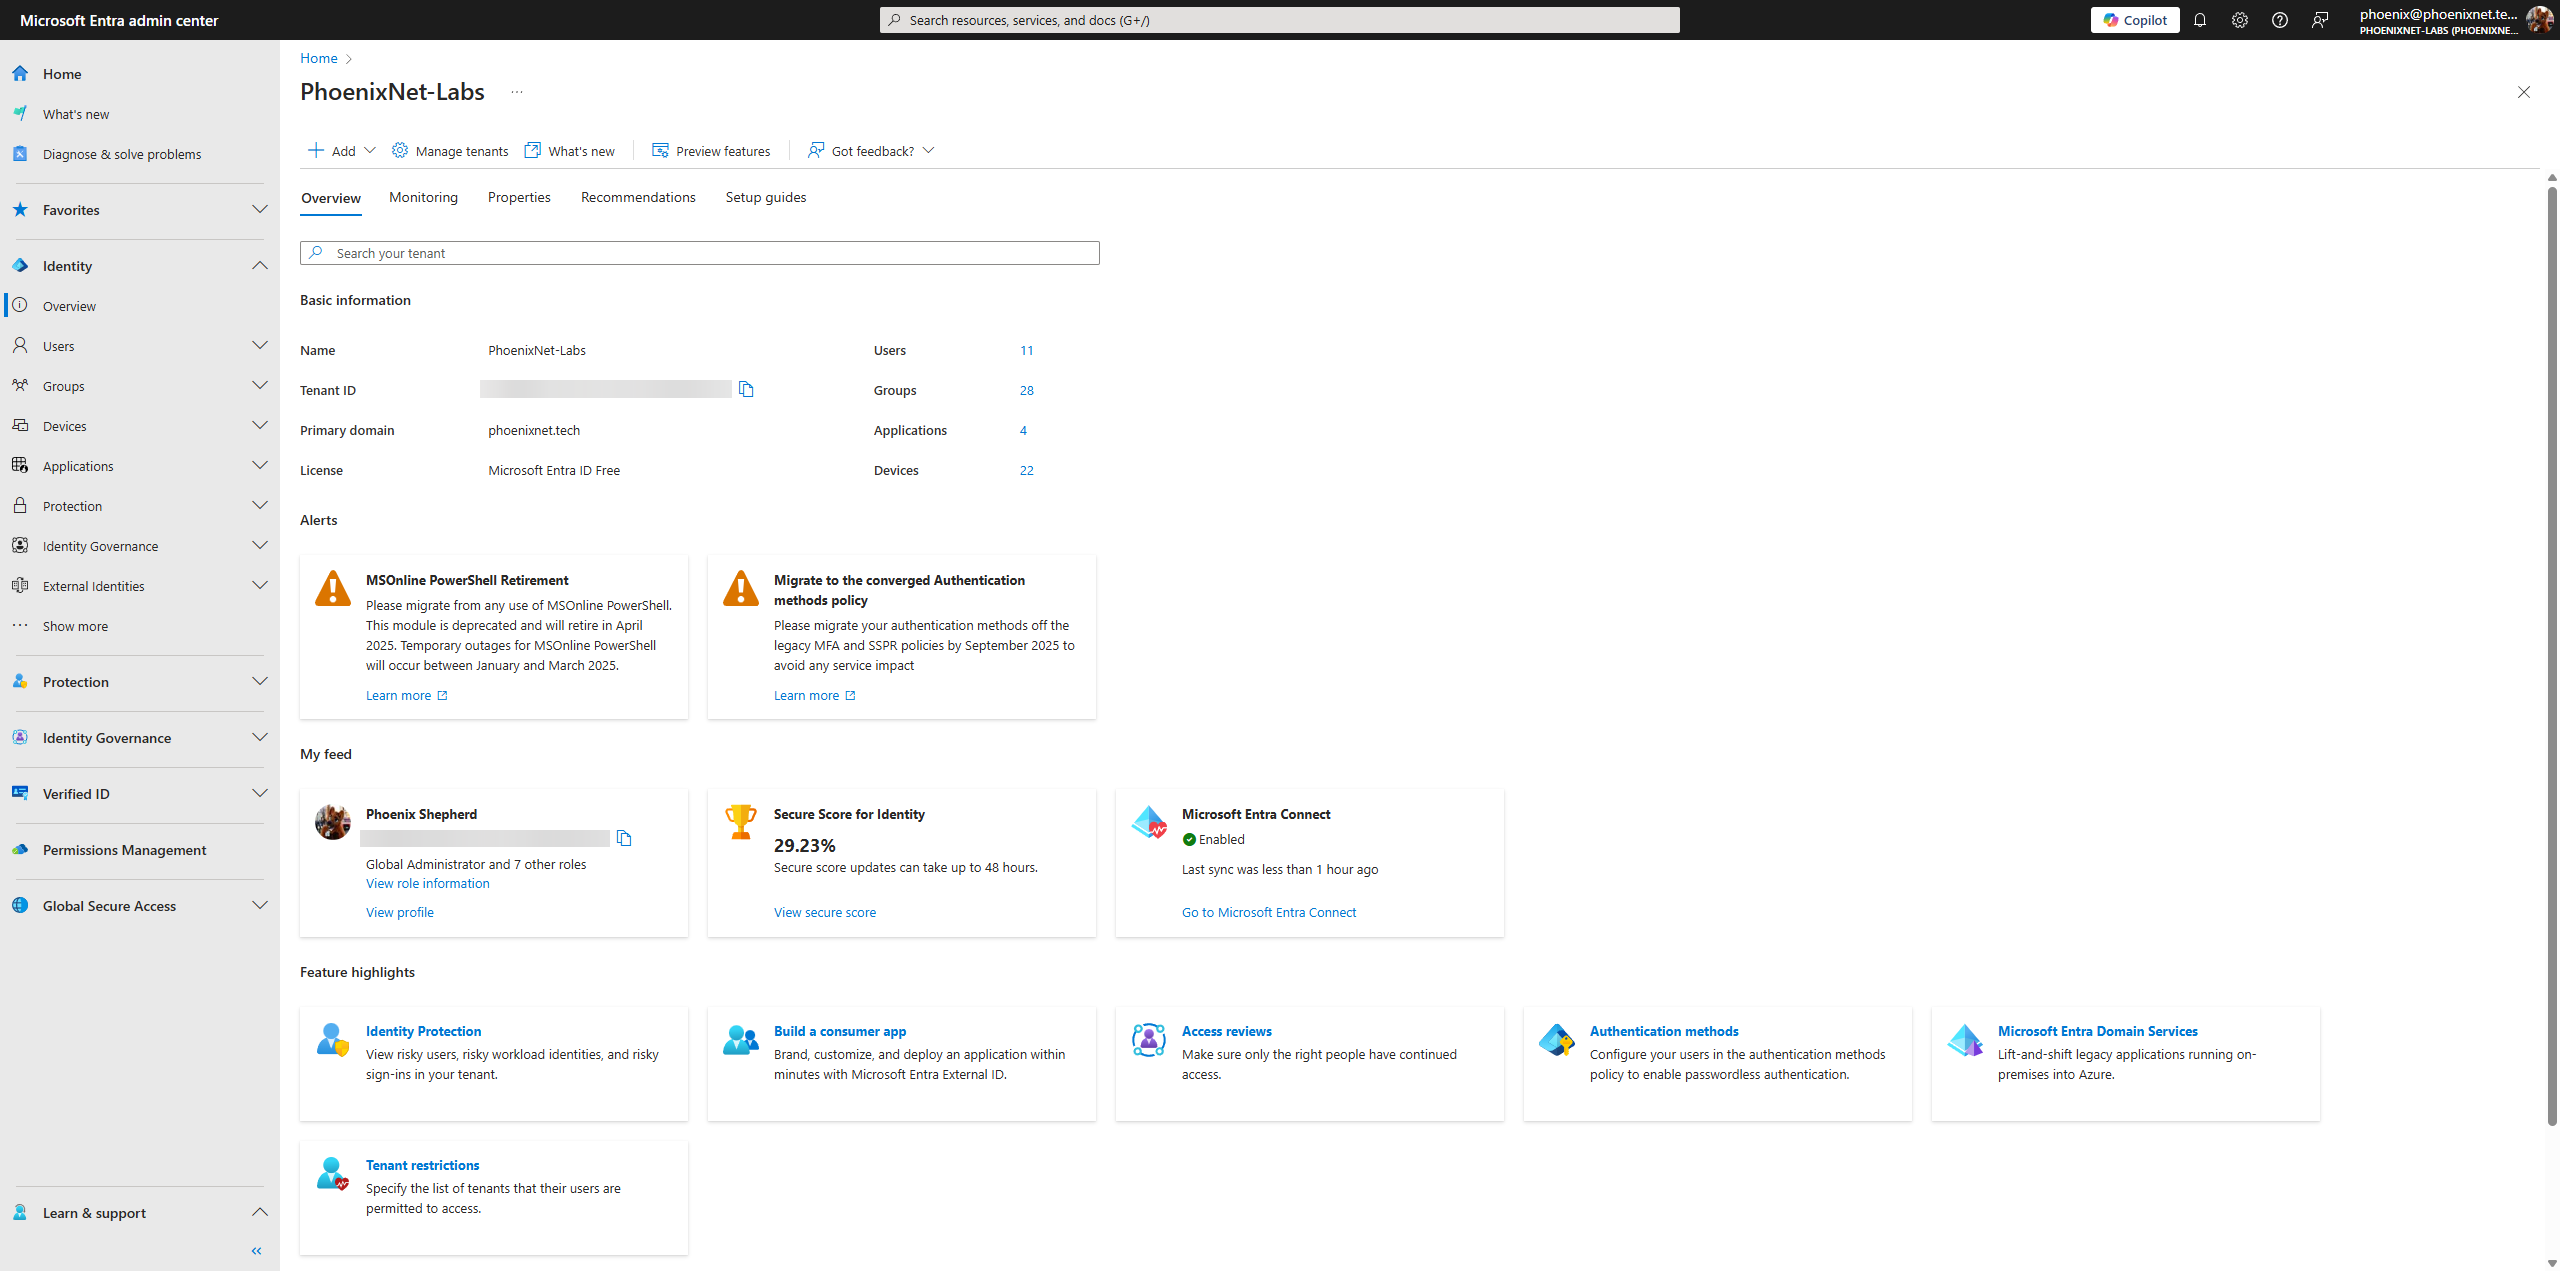 Microsoft Entra admin center
Search resources, services, and docs (G+/)
Copilot
phoenix@phoenixnet.te...
PHOENIXNET-LABS (PHOENIXNE...
Home
What's new
Diagnose & solve problems
Favorites
Identity
Overview
Users
Groups
Devices
Applications
Protection
Identity Governance
External Identities
Show more
Protection
Identity Governance
Verified ID
Permissions Management
Global Secure Access
Learn & support
Home
PhoenixNet-Labs
Add
Manage tenants
What's new
Preview features
Got feedback?
Overview
Monitoring
Properties
Recommendations
Setup guides
Search your tenant
Basic information
Name
PhoenixNet-Labs
Users
11
Tenant ID
Groups
28
Primary domain
phoenixnet.tech
Applications
4
License
Microsoft Entra ID Free
Devices
22
Alerts
MSOnline PowerShell Retirement
Please migrate from any use of MSOnline PowerShell.
This module is deprecated and will retire in April
2025. Temporary outages for MSOnline PowerShell
will occur between January and March 2025.
Learn more
Migrate to the converged Authentication
methods policy
Please migrate your authentication methods off the
legacy MFA and SSPR policies by September 2025 to
avoid any service impact
Learn more
My feed
Phoenix Shepherd
Global Administrator and 7 other roles
View role information
View profile
Secure Score for Identity
29.23%
Secure score updates can take up to 48 hours.
View secure score
Microsoft Entra Connect
Enabled
Last sync was less than 1 hour ago
Go to Microsoft Entra Connect
Feature highlights
Identity Protection
View risky users, risky workload identities, and risky
sign-ins in your tenant.
Build a consumer app
Brand, customize, and deploy an application within
minutes with Microsoft Entra External ID.
Access reviews
Make sure only the right people have continued
access.
Authentication methods
Configure your users in the authentication methods
policy to enable passwordless authentication.
Microsoft Entra Domain Services
Lift-and-shift legacy applications running on-
premises into Azure.
Tenant restrictions
Specify the list of tenants that their users are
permitted to access.